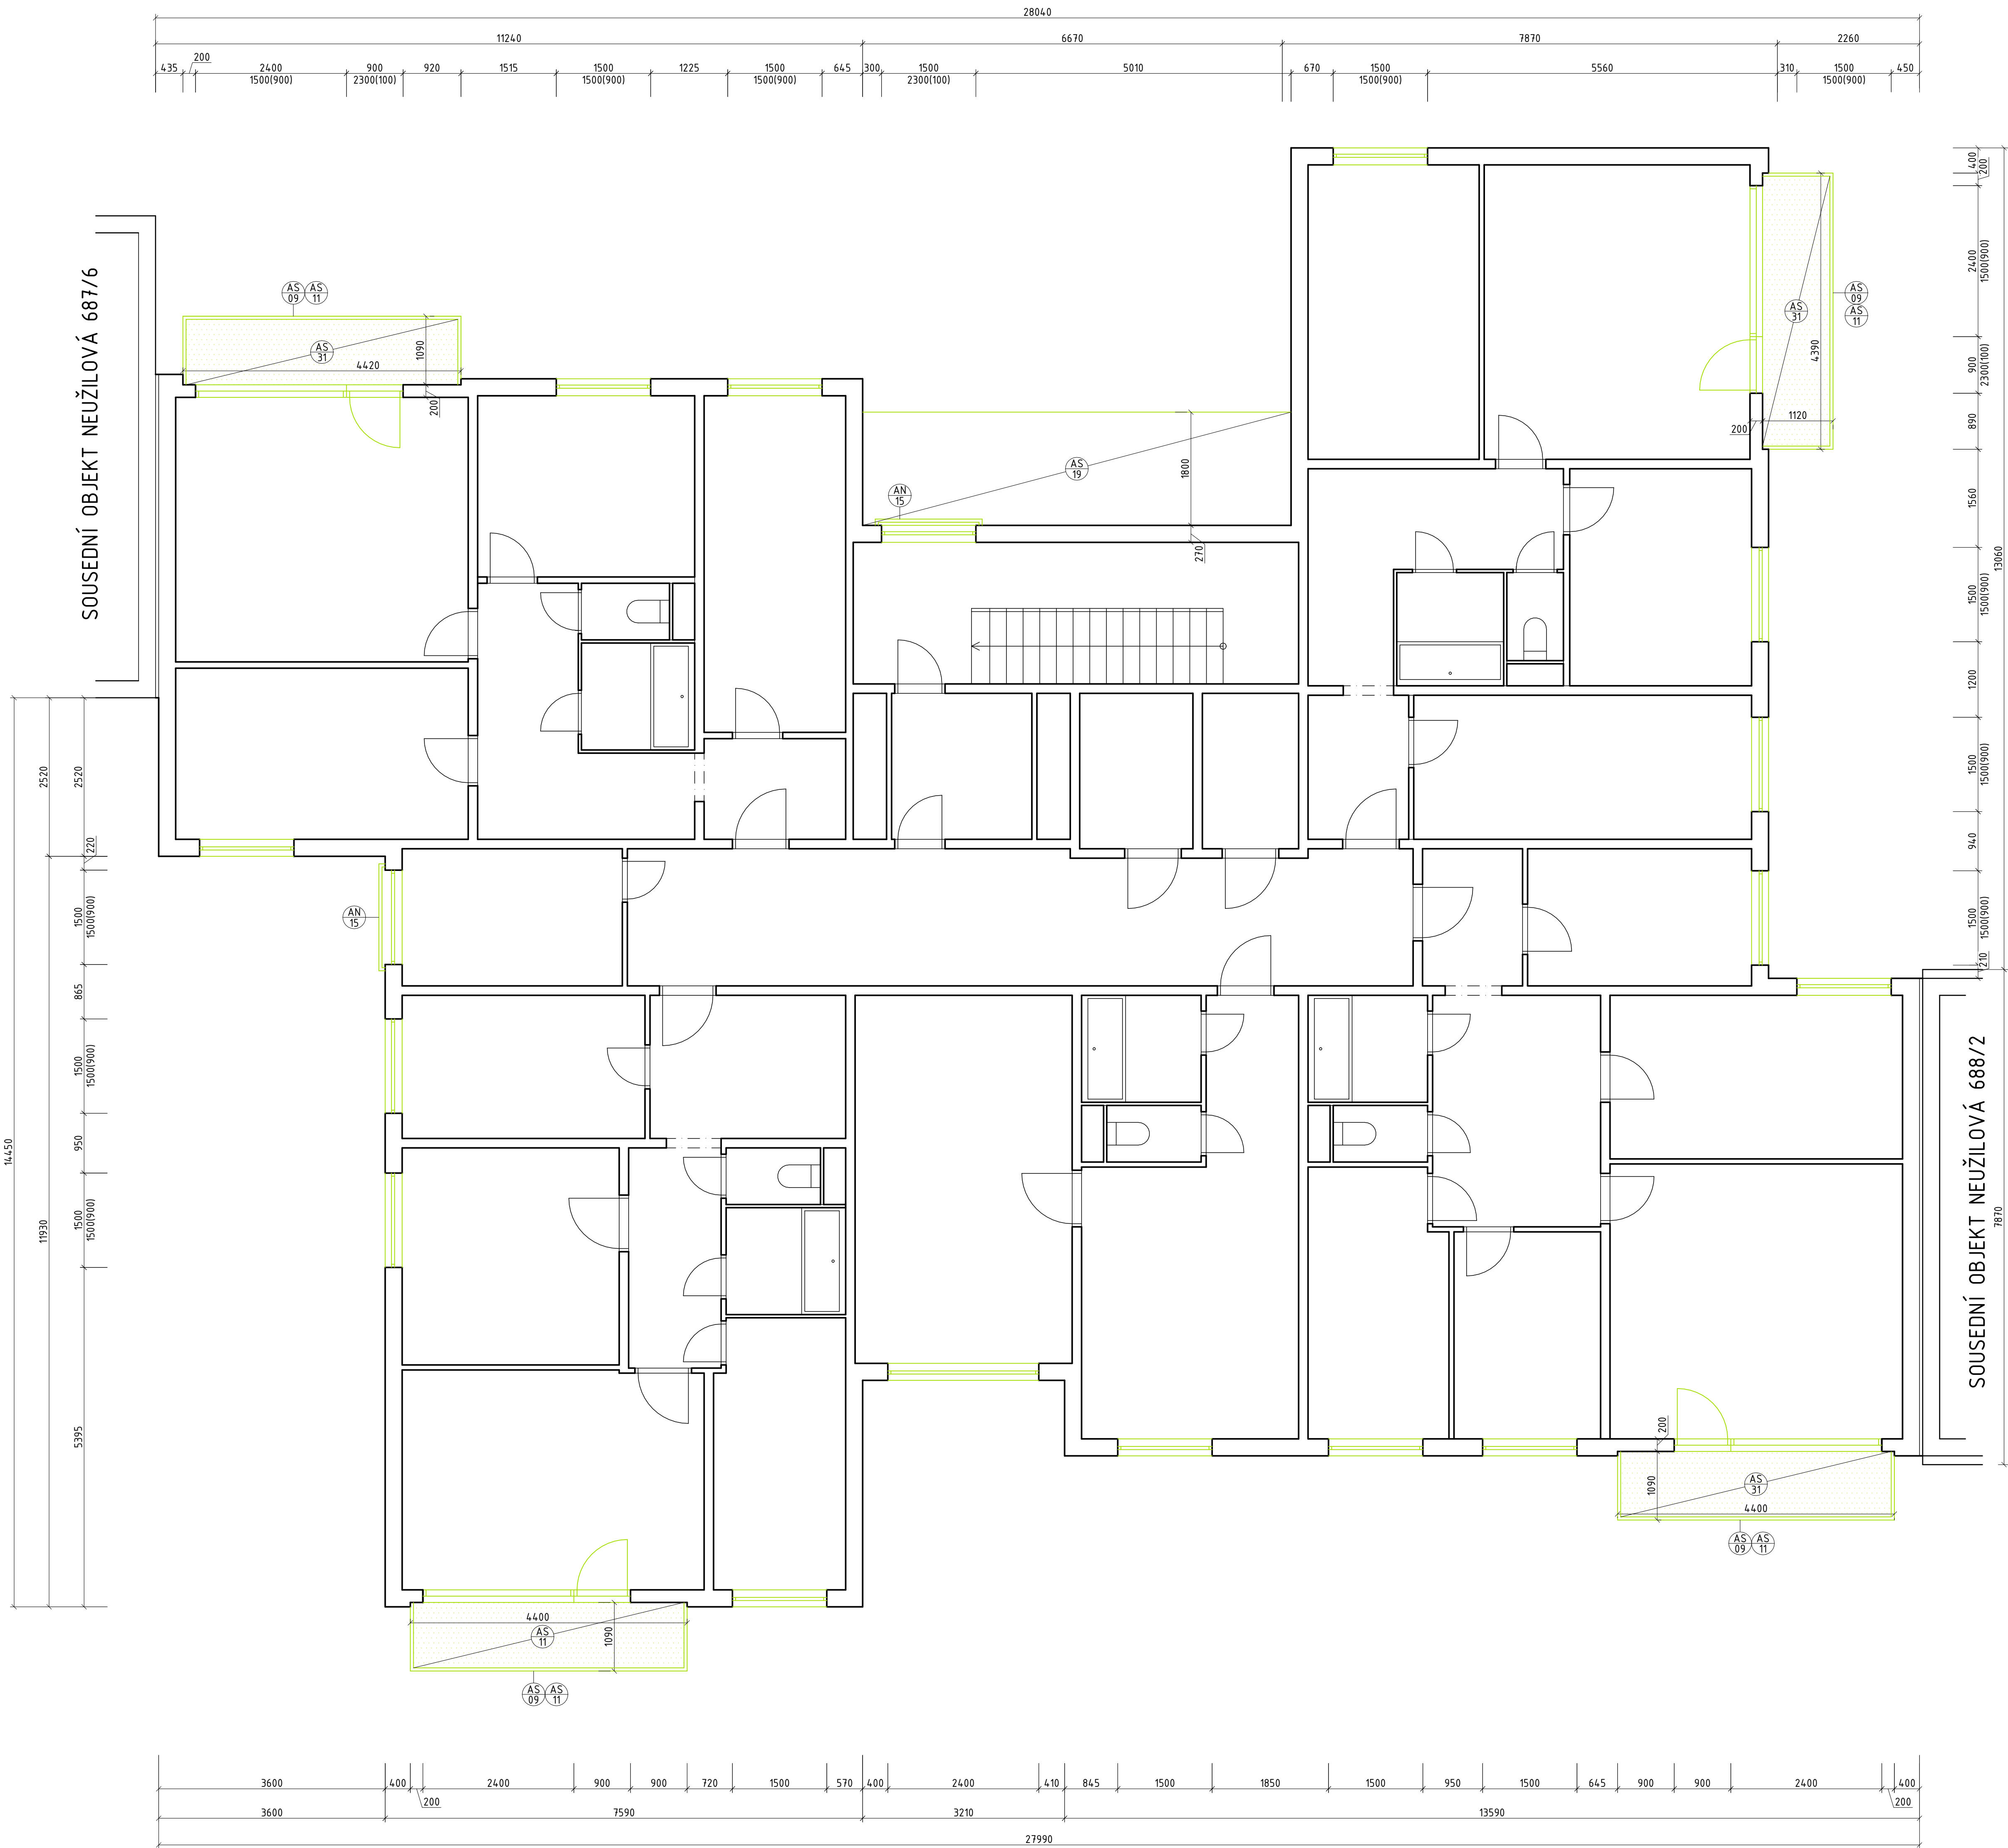 28040
11240 6670 7870 2260
200
435 2400 900 920 1515 1500 1225 1500 645 300 1500 5010 670 1500 5560 310 1500 450
1500(900) 2300(100) 1500(900) 1500(900) 2300(100) 1500(900) 1500(900)
SOUSEDNÍ OBJEKT NEUŽILOVÁ 687/6
AS 09
AS 11
AS 31
1090
4420
200
AS 19
1800
AN 15
270
AS 31
4390
1120
200
AS 09
AS 11
400
200
2400
1500(900)
900
2300(100)
890
1560
1500
1500(900)
1200
1500
1500(900)
940
1500
1500(900)
210
13060
7870
SOUSEDNÍ OBJEKT NEUŽILOVÁ 688/2
14450
2520
11930
2520
220
1500
1500(900)
865
1500
1500(900)
950
1500
1500(900)
5395
AN 15
200
1090
AS 31
4400
AS 09
AS 11
4400
AS 11
1090
AS 09
AS 11
3600 400 2400 900 900 720 1500 570 400 2400 410 845 1500 1850 1500 950 1500 645 900 900 2400 400
200 200
3600 7590 3210 13590
27990